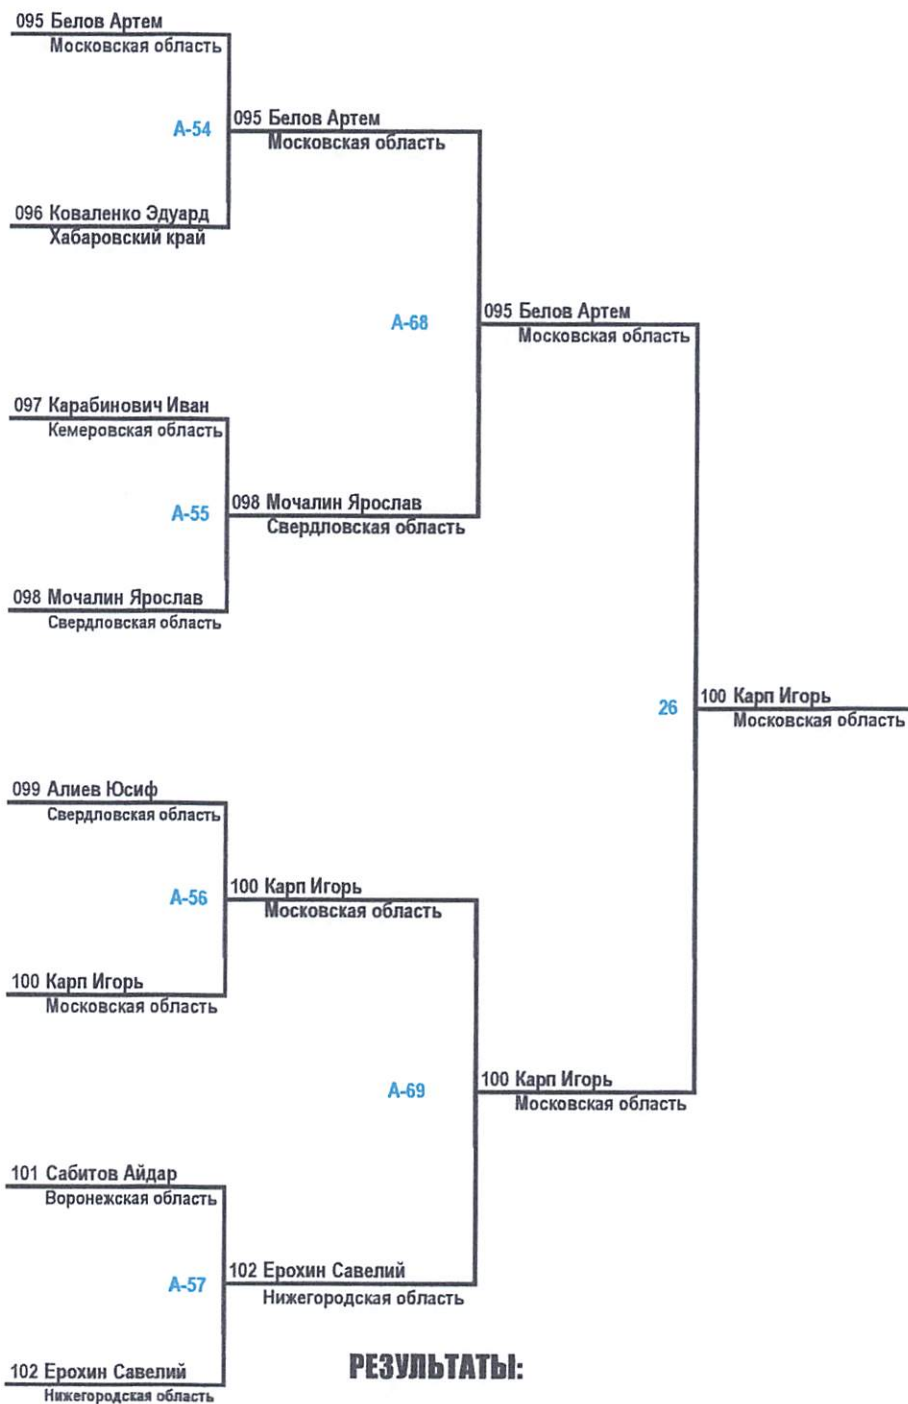 095 Белов Артем
Московская область
095 Белов Артем
А-54
Московская область
096 Коваленко Эдуард
Хабаровский край
095 Белов Артем
А-68
Московская область
097 Карабинович Иван
Кемеровская область
098 Мочалин Ярослав
А-55
Свердловская область
098 Мочалин Ярослав
Свердловская область
100 Карп Игорь
26
Московская область
099 Алиев Юсиф
Свердловская область
100 Карп Игорь
А-56
Московская область
100 Карп Игорь
Московская область
100 Карп Игорь
А-69
Московская область
101 Сабитов Айдар
Воронежская область
102 Ерохин Савелий
А-57
Нижегородская область
РЕЗУЛЬТАТЫ:
102 Ерохин Савелий
Нижегородская область